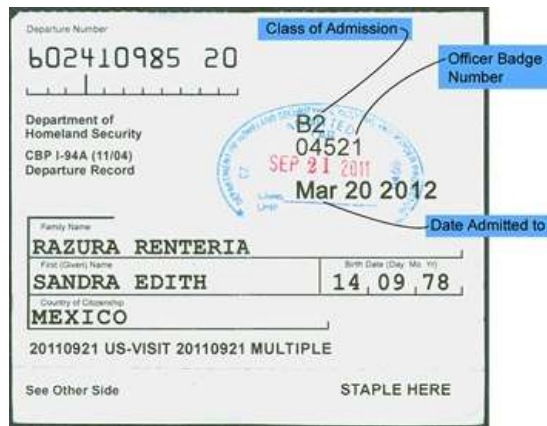 Departure Number
Class of Admission
602410985 20
Officer Badge
Number
Department of
Homeland Security
CBP I-94A (11/04)
Departure Record
B2
04521
SEP 21 2011
Mar 20 2012
Date Admitted to
Family Name
RAZURA RENTERIA
First (Given) Name
Birth Date (Day Mo Yr)
SANDRA EDITH
14 09 78
Country of Citizenship
MEXICO
20110921 US-VISIT 20110921 MULTIPLE
See Other Side
STAPLE HERE